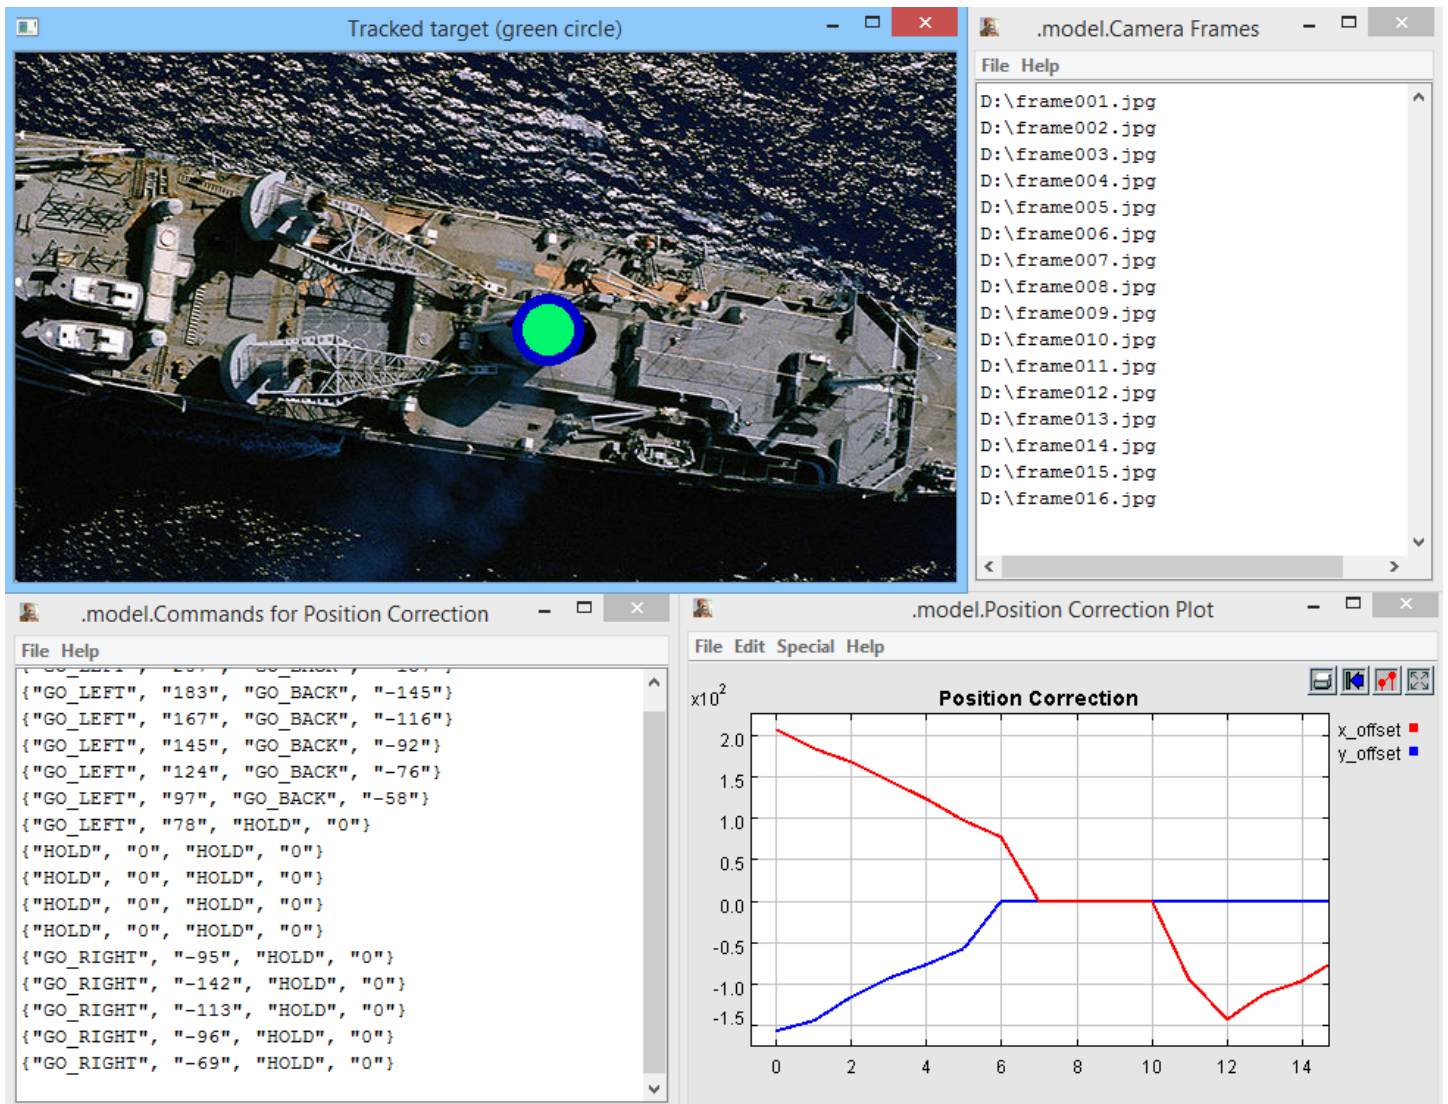 Tracked target (green circle)
.model.Camera Frames
File Help
D:\frame001.jpg
D:\frame002.jpg
D:\frame003.jpg
D:\frame004.jpg
D:\frame005.jpg
D:\frame006.jpg
D:\frame007.jpg
D:\frame008.jpg
D:\frame009.jpg
D:\frame010.jpg
D:\frame011.jpg
D:\frame012.jpg
D:\frame013.jpg
D:\frame014.jpg
D:\frame015.jpg
D:\frame016.jpg
.model.Commands for Position Correction
File Help
{"GO_LEFT", "183", "GO_BACK", "-145"}
{"GO_LEFT", "167", "GO_BACK", "-116"}
{"GO_LEFT", "145", "GO_BACK", "-92"}
{"GO_LEFT", "124", "GO_BACK", "-76"}
{"GO_LEFT", "97", "GO_BACK", "-58"}
{"GO_LEFT", "78", "HOLD", "0"}
{"HOLD", "0", "HOLD", "0"}
{"HOLD", "0", "HOLD", "0"}
{"HOLD", "0", "HOLD", "0"}
{"HOLD", "0", "HOLD", "0"}
{"GO_RIGHT", "-95", "HOLD", "0"}
{"GO_RIGHT", "-142", "HOLD", "0"}
{"GO_RIGHT", "-113", "HOLD", "0"}
{"GO_RIGHT", "-96", "HOLD", "0"}
{"GO_RIGHT", "-69", "HOLD", "0"}
.model.Position Correction Plot
File Edit Special Help
x10²
Position Correction
x_offset
y_offset
2.0
1.5
1.0
0.5
0.0
-0.5
-1.0
-1.5
0 2 4 6 8 10 12 14